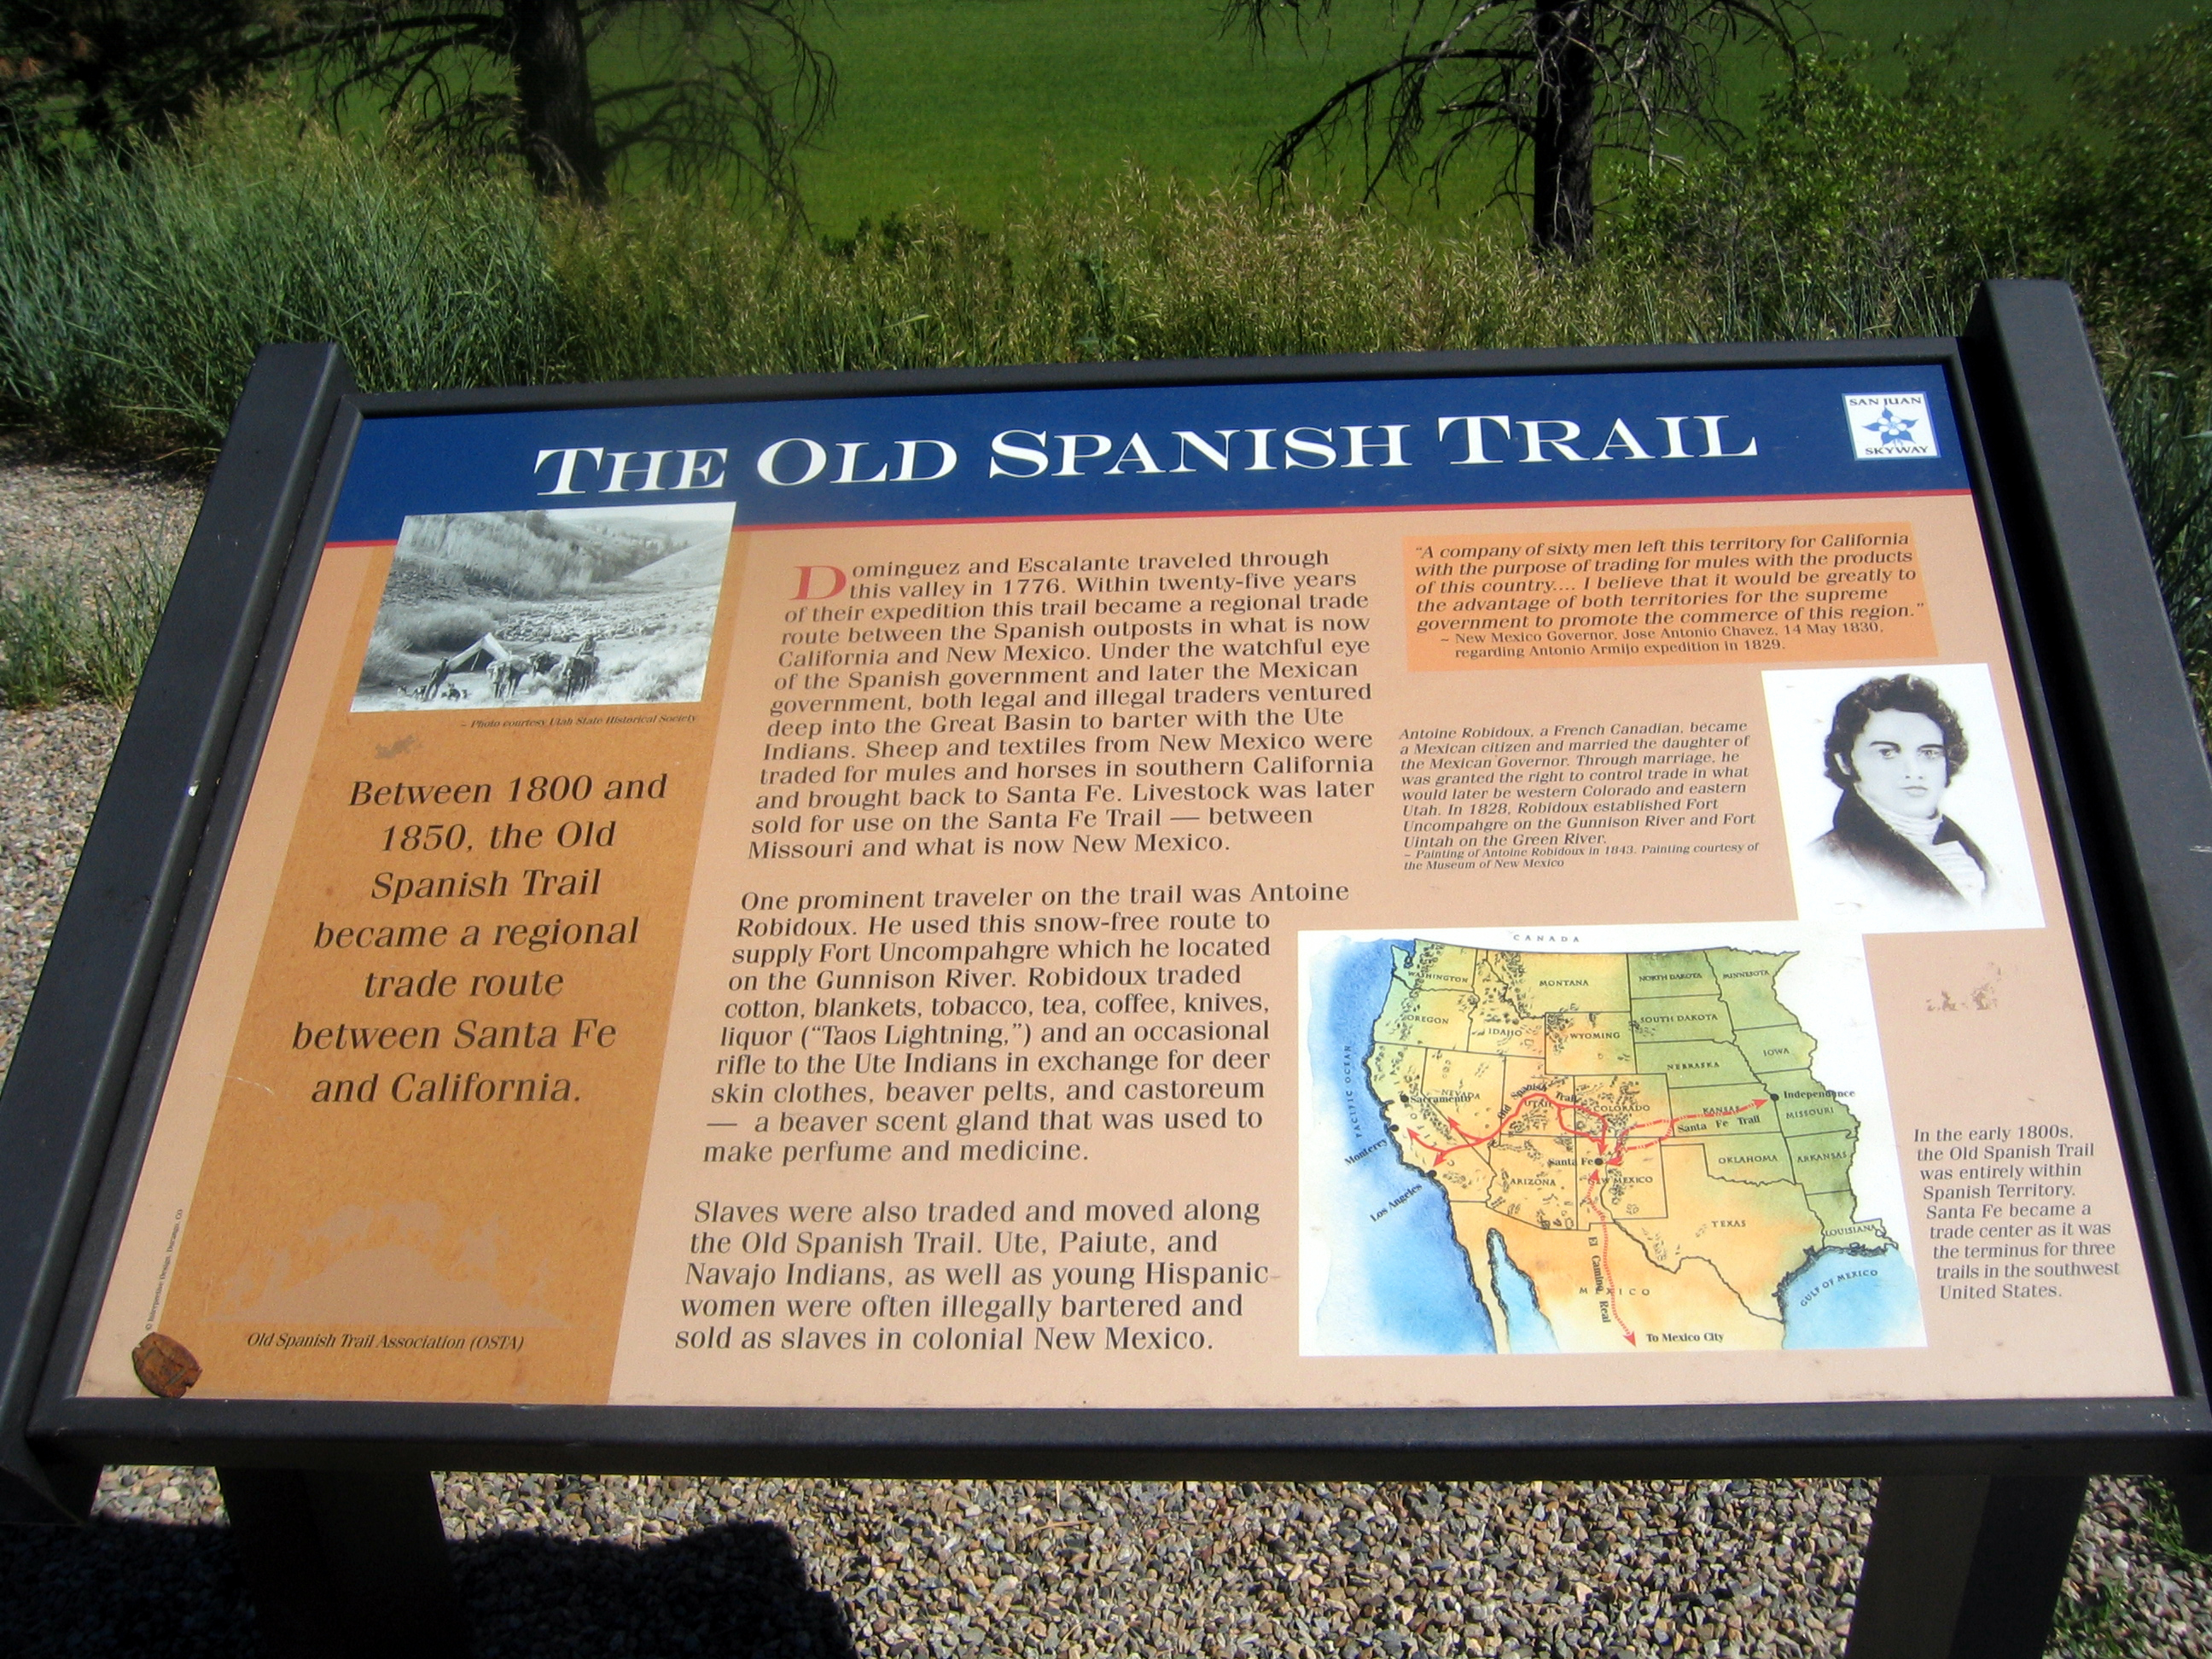 THE OLD SPANISH TRAIL
SAN JUAN
SKYWAY
~ Photo courtesy Utah State Historical Society
Between 1800 and
1850, the Old
Spanish Trail
became a regional
trade route
between Santa Fe
and California.
Old Spanish Trail Association (OSTA)
© Interpretive Design, Durango, CO
Dominguez and Escalante traveled through
this valley in 1776. Within twenty-five years
of their expedition this trail became a regional trade
route between the Spanish outposts in what is now
California and New Mexico. Under the watchful eye
of the Spanish government and later the Mexican
government, both legal and illegal traders ventured
deep into the Great Basin to barter with the Ute
Indians. Sheep and textiles from New Mexico were
traded for mules and horses in southern California
and brought back to Santa Fe. Livestock was later
sold for use on the Santa Fe Trail — between
Missouri and what is now New Mexico.
One prominent traveler on the trail was Antoine
Robidoux. He used this snow-free route to
supply Fort Uncompahgre which he located
on the Gunnison River. Robidoux traded
cotton, blankets, tobacco, tea, coffee, knives,
liquor (“Taos Lightning,”) and an occasional
rifle to the Ute Indians in exchange for deer
skin clothes, beaver pelts, and castoreum
— a beaver scent gland that was used to
make perfume and medicine.
Slaves were also traded and moved along
the Old Spanish Trail. Ute, Paiute, and
Navajo Indians, as well as young Hispanic
women were often illegally bartered and
sold as slaves in colonial New Mexico.
“A company of sixty men left this territory for California
with the purpose of trading for mules with the products
of this country.... I believe that it would be greatly to
the advantage of both territories for the supreme
government to promote the commerce of this region.”
~ New Mexico Governor, Jose Antonio Chavez, 14 May 1830,
regarding Antonio Armijo expedition in 1829.
Antoine Robidoux, a French Canadian, became
a Mexican citizen and married the daughter of
the Mexican Governor. Through marriage, he
was granted the right to control trade in what
would later be western Colorado and eastern
Utah. In 1828, Robidoux established Fort
Uncompahgre on the Gunnison River and Fort
Uintah on the Green River.
~ Painting of Antoine Robidoux in 1843. Painting courtesy of
the Museum of New Mexico
CANADA
WASHINGTON
MONTANA
NORTH DAKOTA
MINNESOTA
OREGON
IDAHO
WYOMING
SOUTH DAKOTA
PACIFIC OCEAN
NEBRASKA
IOWA
Sacramento
NEVADA
Old Spanish Trail
UTAH
COLORADO
KANSAS
Independence
MISSOURI
Santa Fe Trail
Monterey
Santa Fe
OKLAHOMA
ARKANSAS
Los Angeles
ARIZONA
NEW MEXICO
TEXAS
LOUISIANA
El Camino Real
MEXICO
GULF OF MEXICO
To Mexico City
In the early 1800s,
the Old Spanish Trail
was entirely within
Spanish Territory.
Santa Fe became a
trade center as it was
the terminus for three
trails in the southwest
United States.